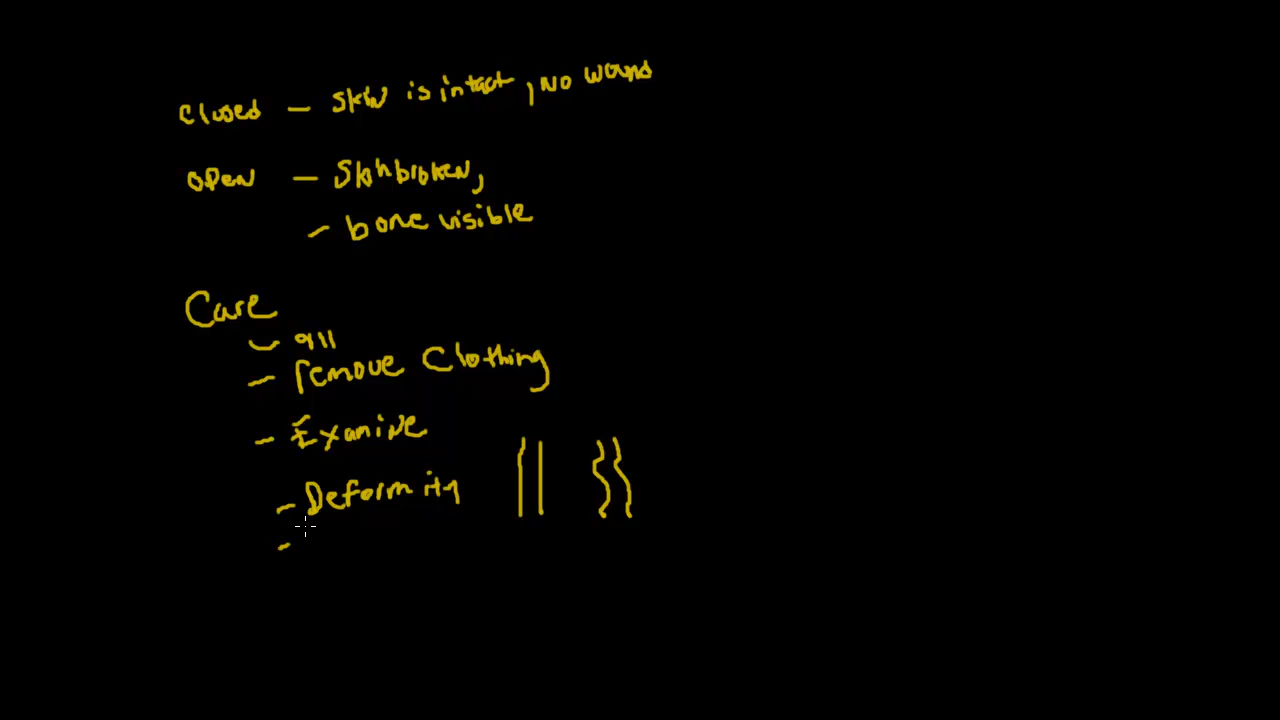 Closed - Skin is intact, No wound
open - Skin broken,
- bone visible
Care
- 911
- remove Clothing
- Examine
- Deformity
-